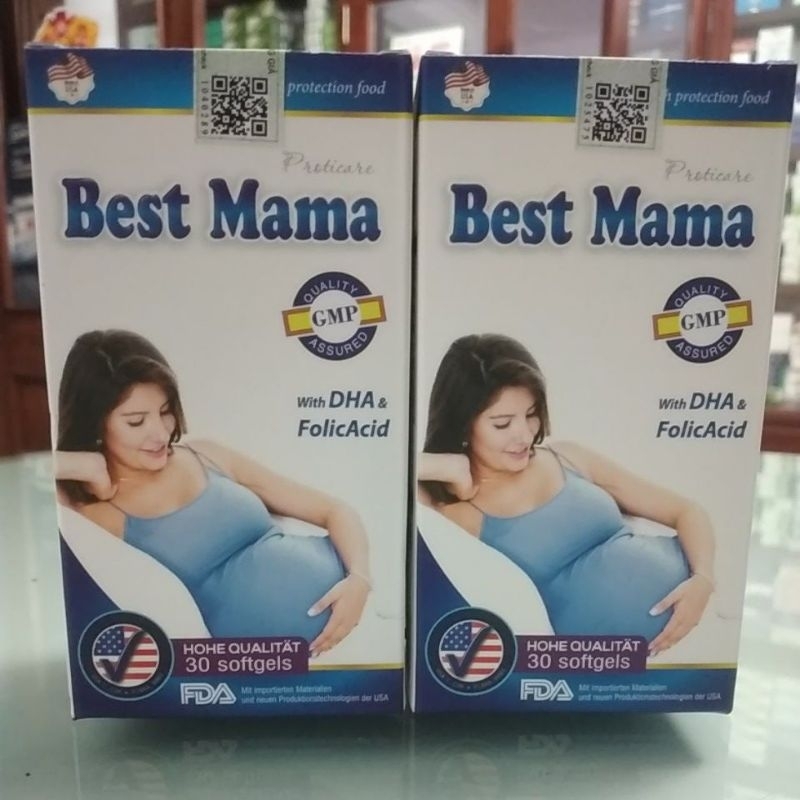 protection food
1040289
Proticare
Best Mama
QUALITY
GMP
ASSURED
With DHA &
FolicAcid
HOHE QUALITÄT
30 softgels
FDA
Mit importierten Materialien
und neuen Produktionstechnologien der USA
protection food
1025473
Proticare
Best Mama
QUALITY
GMP
ASSURED
With DHA &
FolicAcid
HOHE QUALITÄT
30 softgels
FDA
Mit importierten Materialien
und neuen Produktionstechnologien der USA